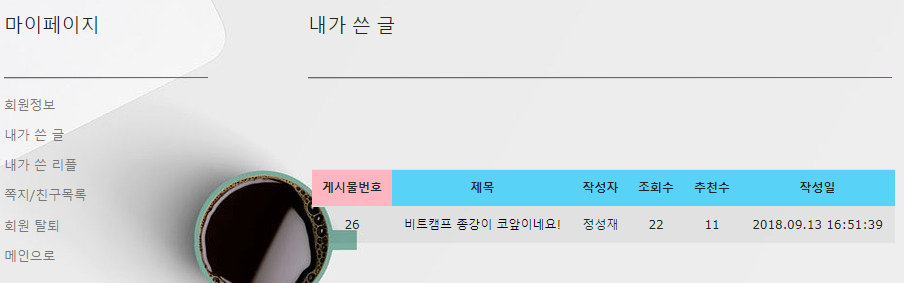 마이페이지
회원정보
내가 쓴 글
내가 쓴 리플
쪽지/친구목록
회원 탈퇴
메인으로
내가 쓴 글
게시물번호 제목 작성자 조회수 추천수 작성일
26 비트캠프 종강이 코앞이네요! 정성재 22 11 2018.09.13 16:51:39